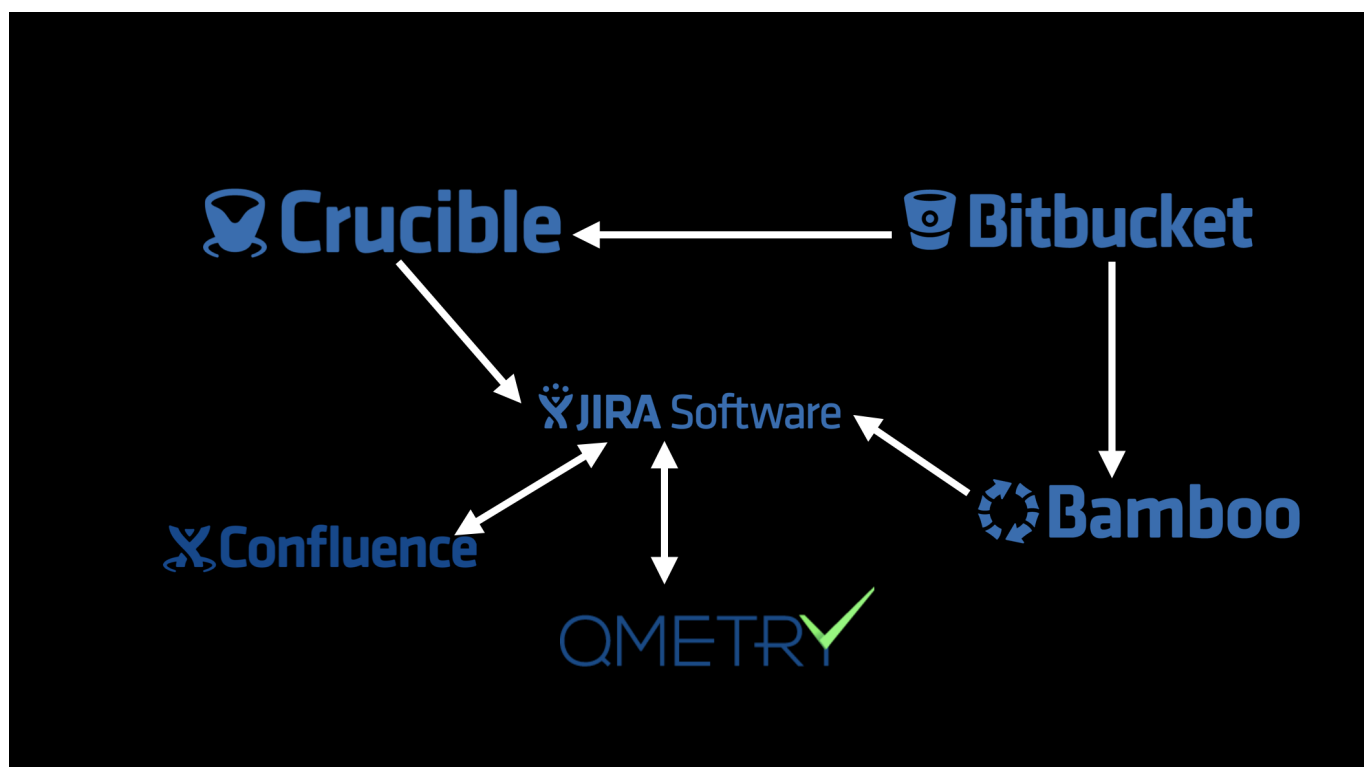 Crucible
Bitbucket
JIRA Software
Confluence
Bamboo
QMETRY